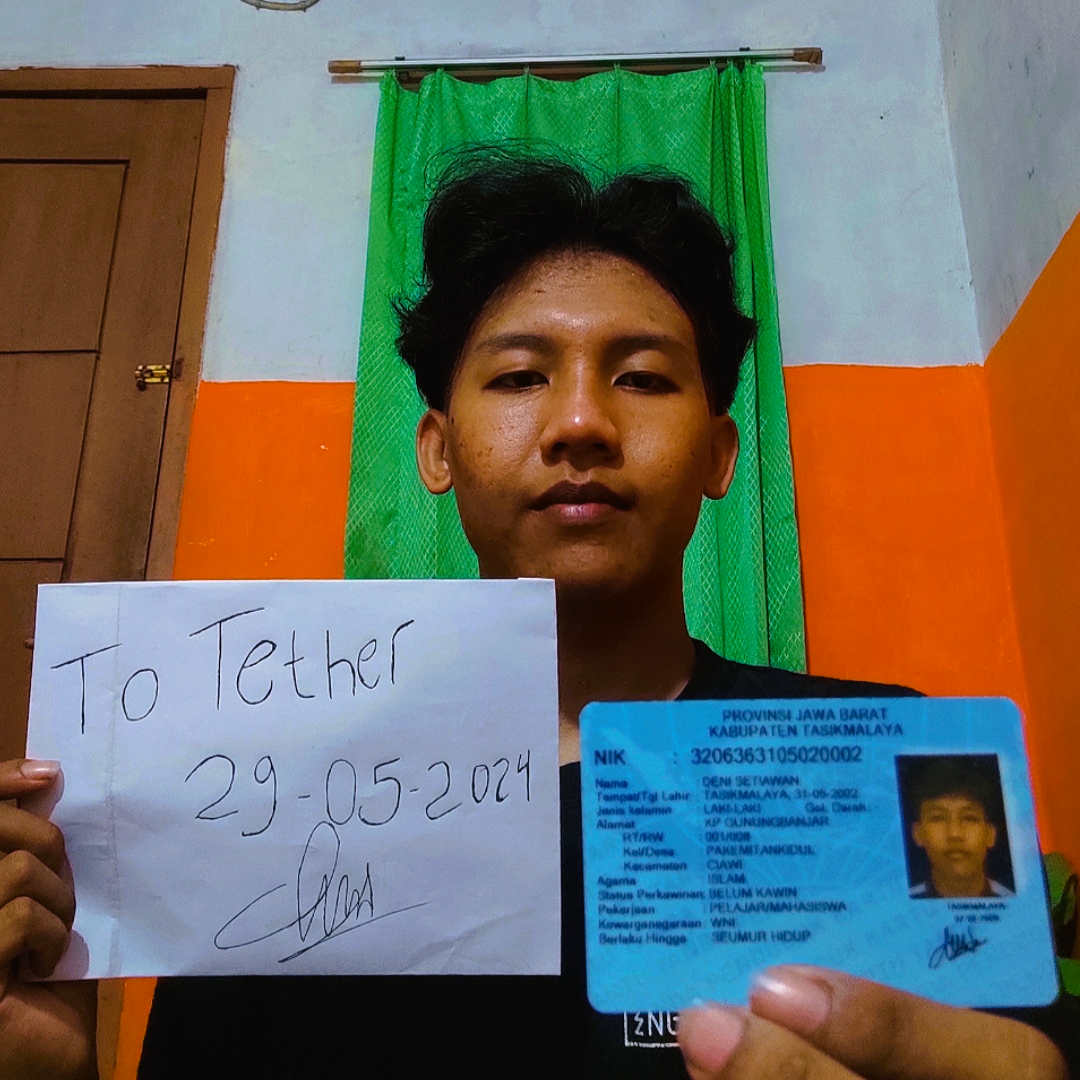 To Tether
29-05-2024
PROVINSI JAWA BARAT
KABUPATEN TASIKMALAYA
NIK : 3206363105020002
Nama : DENI SETIAWAN
Tempat/Tgl Lahir : TASIKMALAYA, 31-05-2002
Jenis kelamin : LAKI-LAKI Gol. Darah :
Alamat : KP GUNUNGBANJAR
RT/RW : 001/008
Kel/Desa : PAKEMITANKIDUL
Kecamatan : CIAWI
Agama : ISLAM
Status Perkawinan: BELUM KAWIN
Pekerjaan : PELAJAR/MAHASISWA
Kewarganegaraan: WNI
Berlaku Hingga : SEUMUR HIDUP
TASIKMALAYA